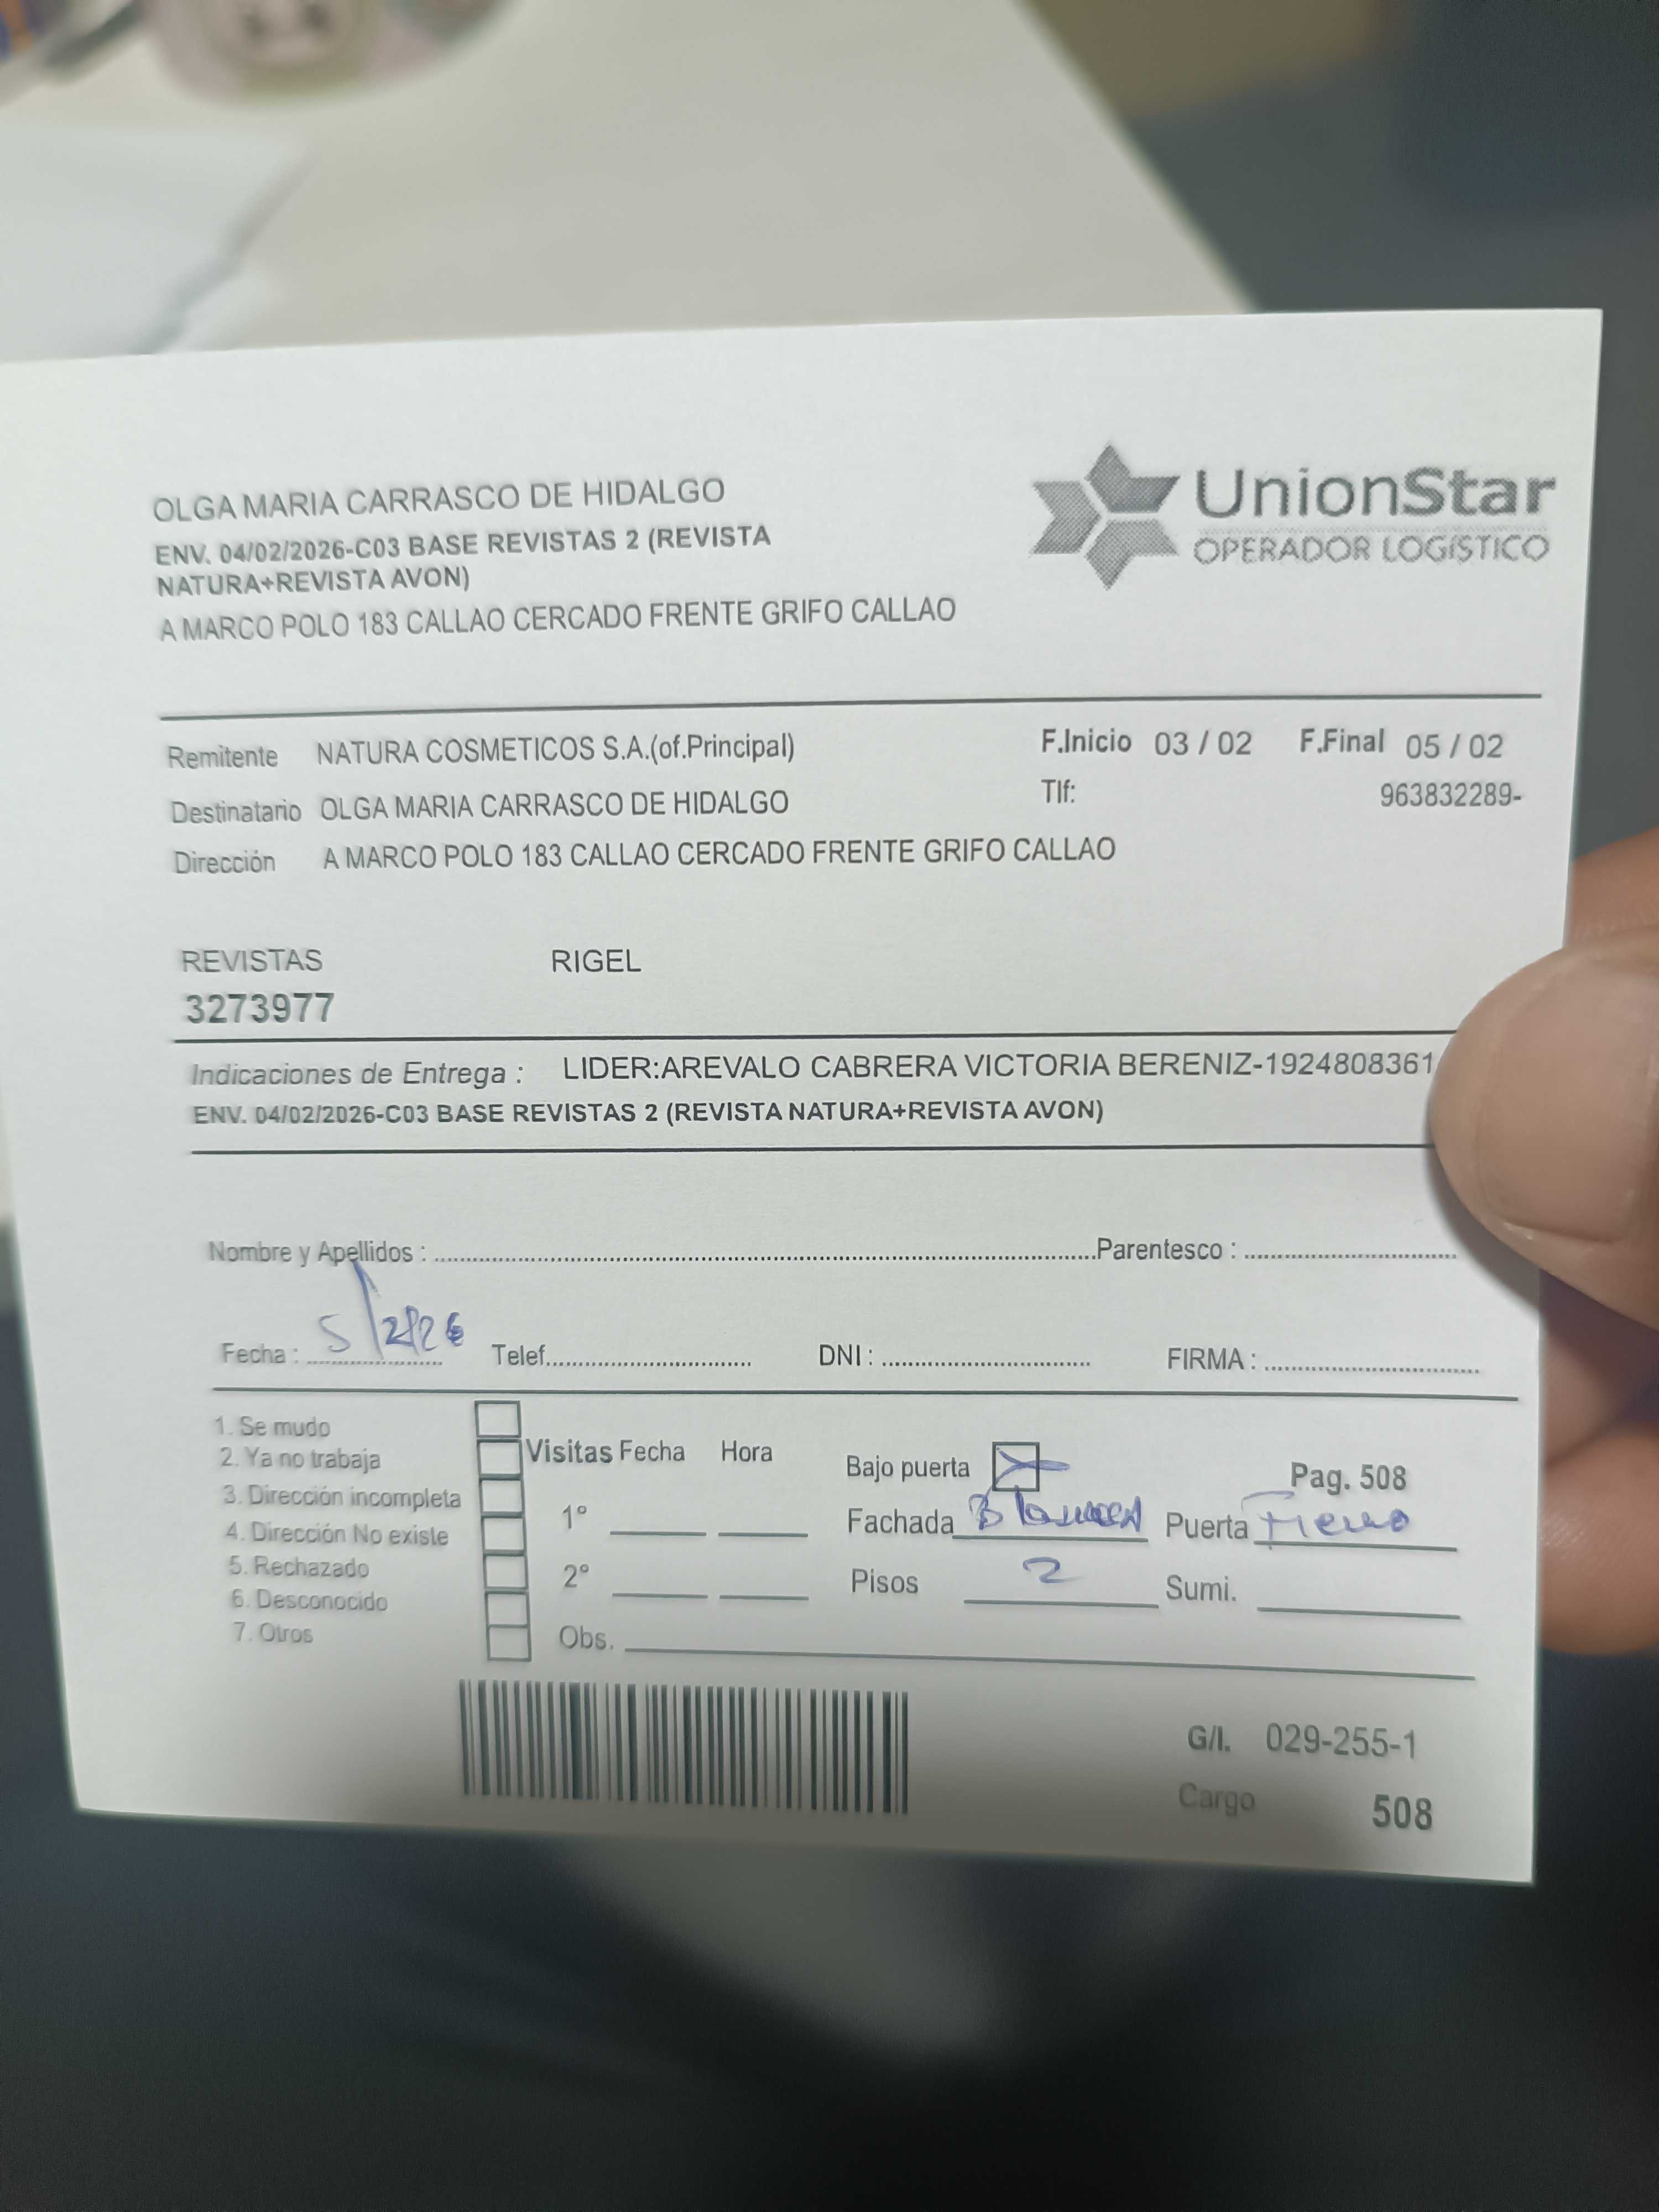 OLGA MARIA CARRASCO DE HIDALGO
ENV. 04/02/2026-C03 BASE REVISTAS 2 (REVISTA
NATURA+REVISTA AVON)
A MARCO POLO 183 CALLAO CERCADO FRENTE GRIFO CALLAO
UnionStar
OPERADOR LOGÍSTICO
Remitente NATURA COSMETICOS S.A.(of.Principal) F.Inicio 03 / 02 F.Final 05 / 02
Destinatario OLGA MARIA CARRASCO DE HIDALGO Tlf: 963832289-
Dirección A MARCO POLO 183 CALLAO CERCADO FRENTE GRIFO CALLAO
REVISTAS RIGEL
3273977
Indicaciones de Entrega : LIDER:AREVALO CABRERA VICTORIA BERENIZ-1924808361
ENV. 04/02/2026-C03 BASE REVISTAS 2 (REVISTA NATURA+REVISTA AVON)
Nombre y Apellidos : Parentesco :
Fecha : 5/2/26 Telef. DNI : FIRMA :
1. Se mudo
2. Ya no trabaja
3. Dirección incompleta
4. Dirección No existe
5. Rechazado
6. Desconocido
7. Otros
Visitas Fecha Hora
1°
2°
Obs.
Bajo puerta Pag. 508
Fachada Puerta Fierro
Pisos 2 Sumi.
G/I. 029-255-1
Cargo 508